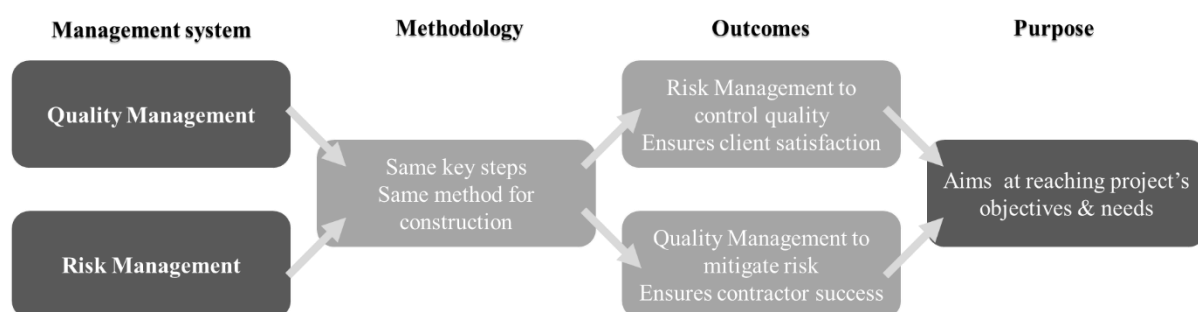 Management system
Methodology
Outcomes
Purpose
Quality Management
Risk Management
Same key steps
Same method for
construction
Risk Management to
control quality
Ensures client satisfaction
Quality Management to
mitigate risk
Ensures contractor success
Aims at reaching project's
objectives & needs